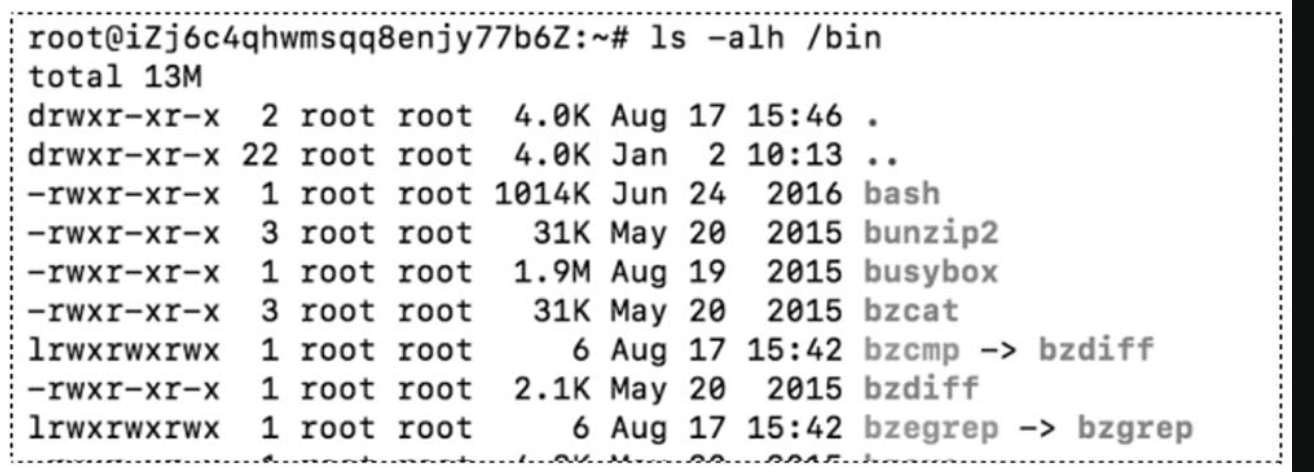 root@iZj6c4qhwmsqq8enjy77b6Z:~# ls -alh /bin
total 13M
drwxr-xr-x  2 root root  4.0K Aug 17 15:46 .
drwxr-xr-x 22 root root  4.0K Jan  2 10:13 ..
-rwxr-xr-x  1 root root 1014K Jun 24  2016 bash
-rwxr-xr-x  3 root root   31K May 20  2015 bunzip2
-rwxr-xr-x  1 root root  1.9M Aug 19  2015 busybox
-rwxr-xr-x  3 root root   31K May 20  2015 bzcat
lrwxrwxrwx  1 root root     6 Aug 17 15:42 bzcmp -> bzdiff
-rwxr-xr-x  1 root root  2.1K May 20  2015 bzdiff
lrwxrwxrwx  1 root root     6 Aug 17 15:42 bzegrep -> bzgrep